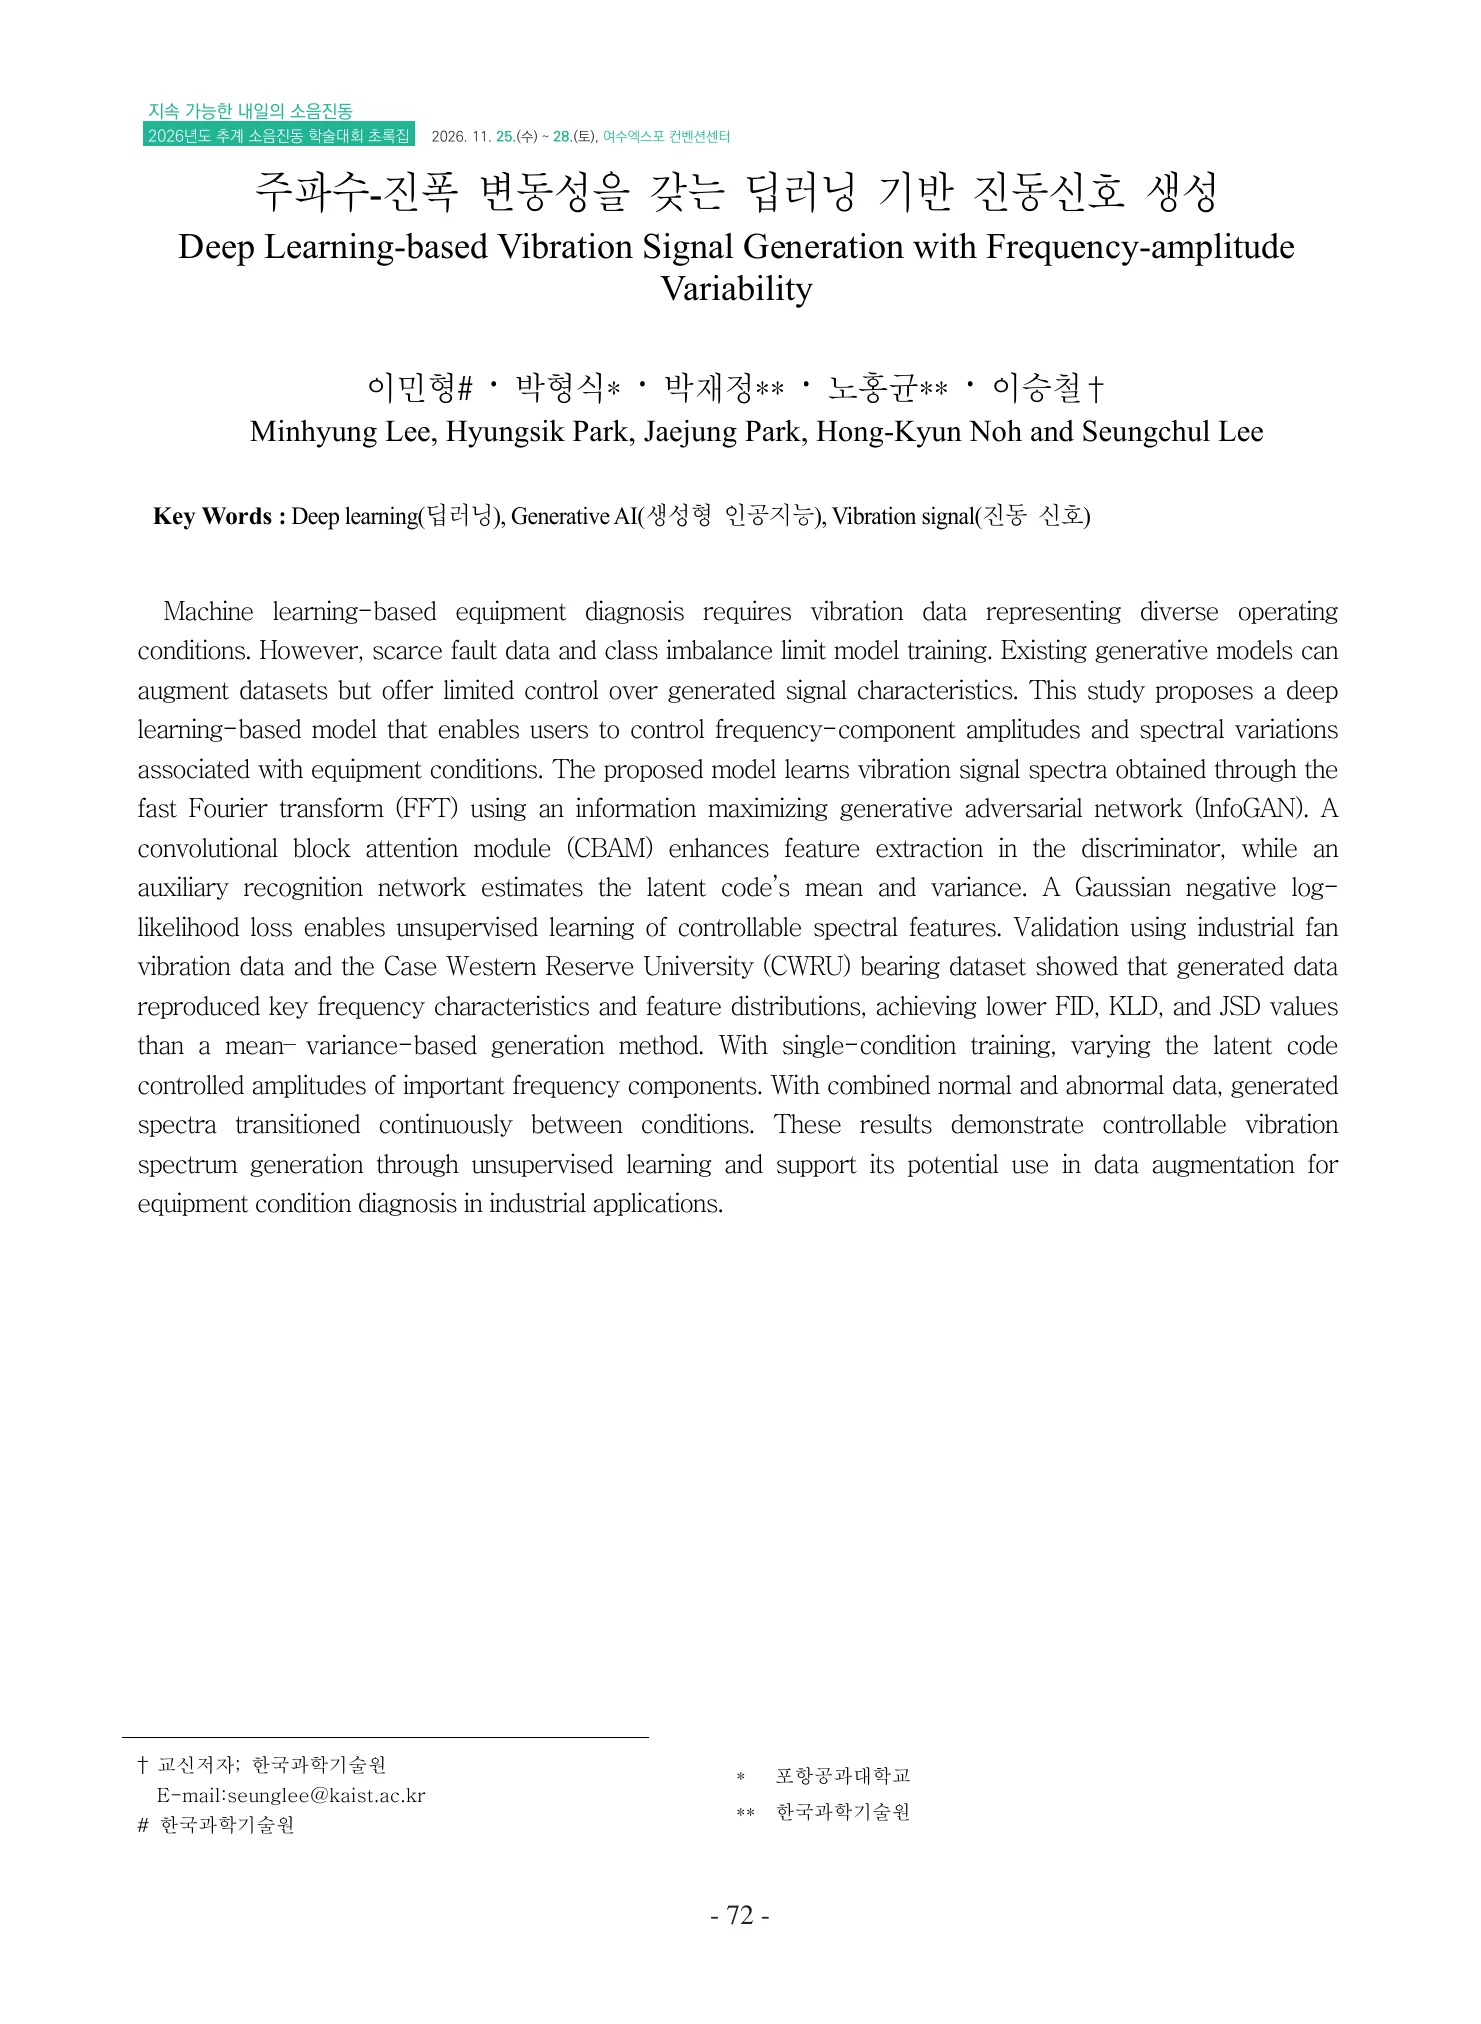 지속 가능한 내일의 소음진동
2026년도 추계 소음진동 학술대회 초록집 2026. 11. 25.(수) ~ 28.(토), 여수엑스포 컨벤션센터
주파수-진폭 변동성을 갖는 딥러닝 기반 진동신호 생성
Deep Learning-based Vibration Signal Generation with Frequency-amplitude
Variability
이민형# · 박형식* · 박재정** · 노홍균** · 이승철†
Minhyung Lee, Hyungsik Park, Jaejung Park, Hong-Kyun Noh and Seungchul Lee
Key Words : Deep learning(딥러닝), Generative AI(생성형 인공지능), Vibration signal(진동 신호)
Machine learning-based equipment diagnosis requires vibration data representing diverse operating
conditions. However, scarce fault data and class imbalance limit model training. Existing generative models can
augment datasets but offer limited control over generated signal characteristics. This study proposes a deep
learning-based model that enables users to control frequency-component amplitudes and spectral variations
associated with equipment conditions. The proposed model learns vibration signal spectra obtained through the
fast Fourier transform (FFT) using an information maximizing generative adversarial network (InfoGAN). A
convolutional block attention module (CBAM) enhances feature extraction in the discriminator, while an
auxiliary recognition network estimates the latent code's mean and variance. A Gaussian negative log-
likelihood loss enables unsupervised learning of controllable spectral features. Validation using industrial fan
vibration data and the Case Western Reserve University (CWRU) bearing dataset showed that generated data
reproduced key frequency characteristics and feature distributions, achieving lower FID, KLD, and JSD values
than a mean–variance-based generation method. With single-condition training, varying the latent code
controlled amplitudes of important frequency components. With combined normal and abnormal data, generated
spectra transitioned continuously between conditions. These results demonstrate controllable vibration
spectrum generation through unsupervised learning and support its potential use in data augmentation for
equipment condition diagnosis in industrial applications.
† 교신저자; 한국과학기술원
E-mail:seunglee@kaist.ac.kr
# 한국과학기술원
* 포항공과대학교
** 한국과학기술원
- 72 -